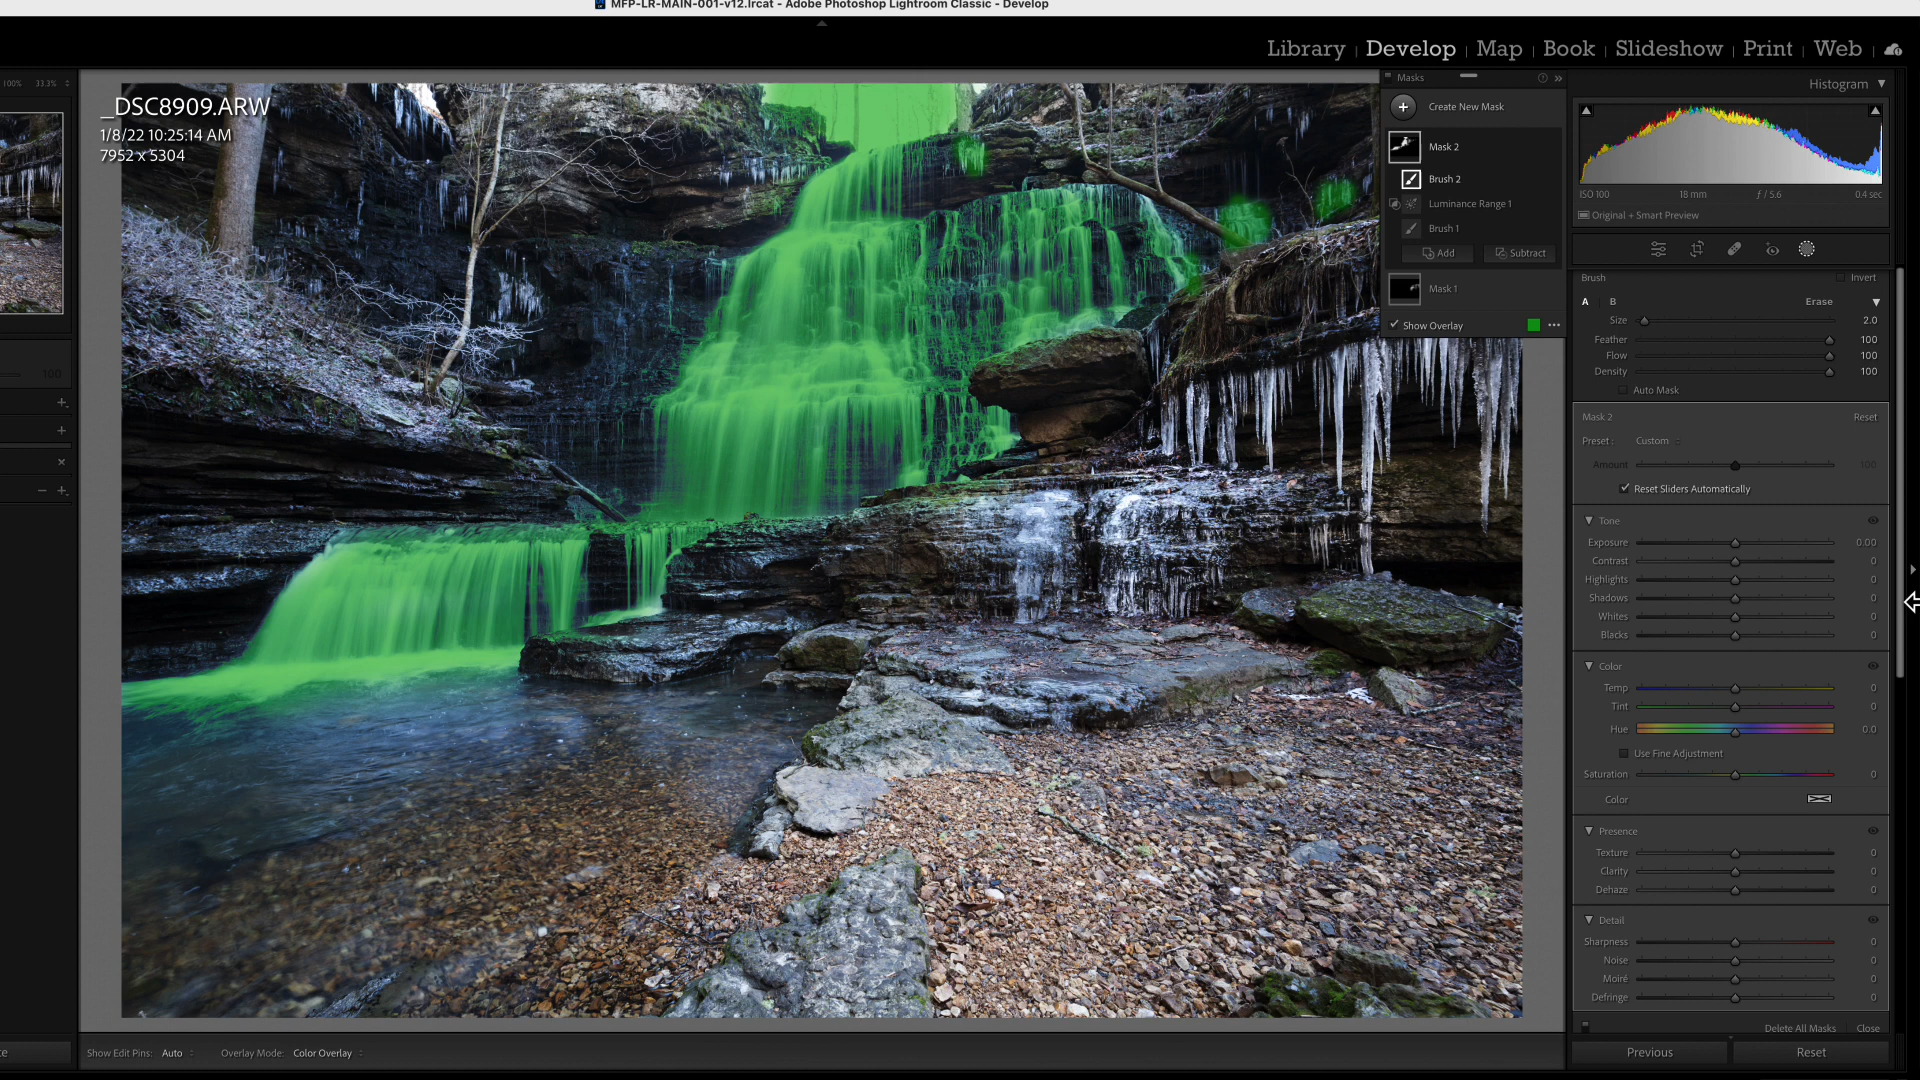 MFP-LR-MAIN-001-v12.lrcat - Adobe Photoshop Lightroom Classic - Develop
Library | Develop | Map | Book | Slideshow | Print | Web
100% 33.3%
_DSC8909.ARW
1/8/22 10:25:14 AM
7952 x 5304
100
Masks
Create New Mask
Mask 2
Brush 2
Luminance Range 1
Brush 1
Add Subtract
Mask 1
Show Overlay
Histogram
ISO 100 18 mm ƒ / 5.6 0.4 sec
Original + Smart Preview
Brush Invert
A B Erase
Size 2.0
Feather 100
Flow 100
Density 100
Auto Mask
Mask 2 Reset
Preset : Custom
Amount 100
Reset Sliders Automatically
Tone
Exposure 0.00
Contrast 0
Highlights 0
Shadows 0
Whites 0
Blacks 0
Color
Temp 0
Tint 0
Hue 0.0
Use Fine Adjustment
Saturation 0
Color
Presence
Texture 0
Clarity 0
Dehaze 0
Detail
Sharpness 0
Noise 0
Moiré 0
Defringe 0
Delete All Masks Close
Previous Reset
Show Edit Pins: Auto Overlay Mode: Color Overlay